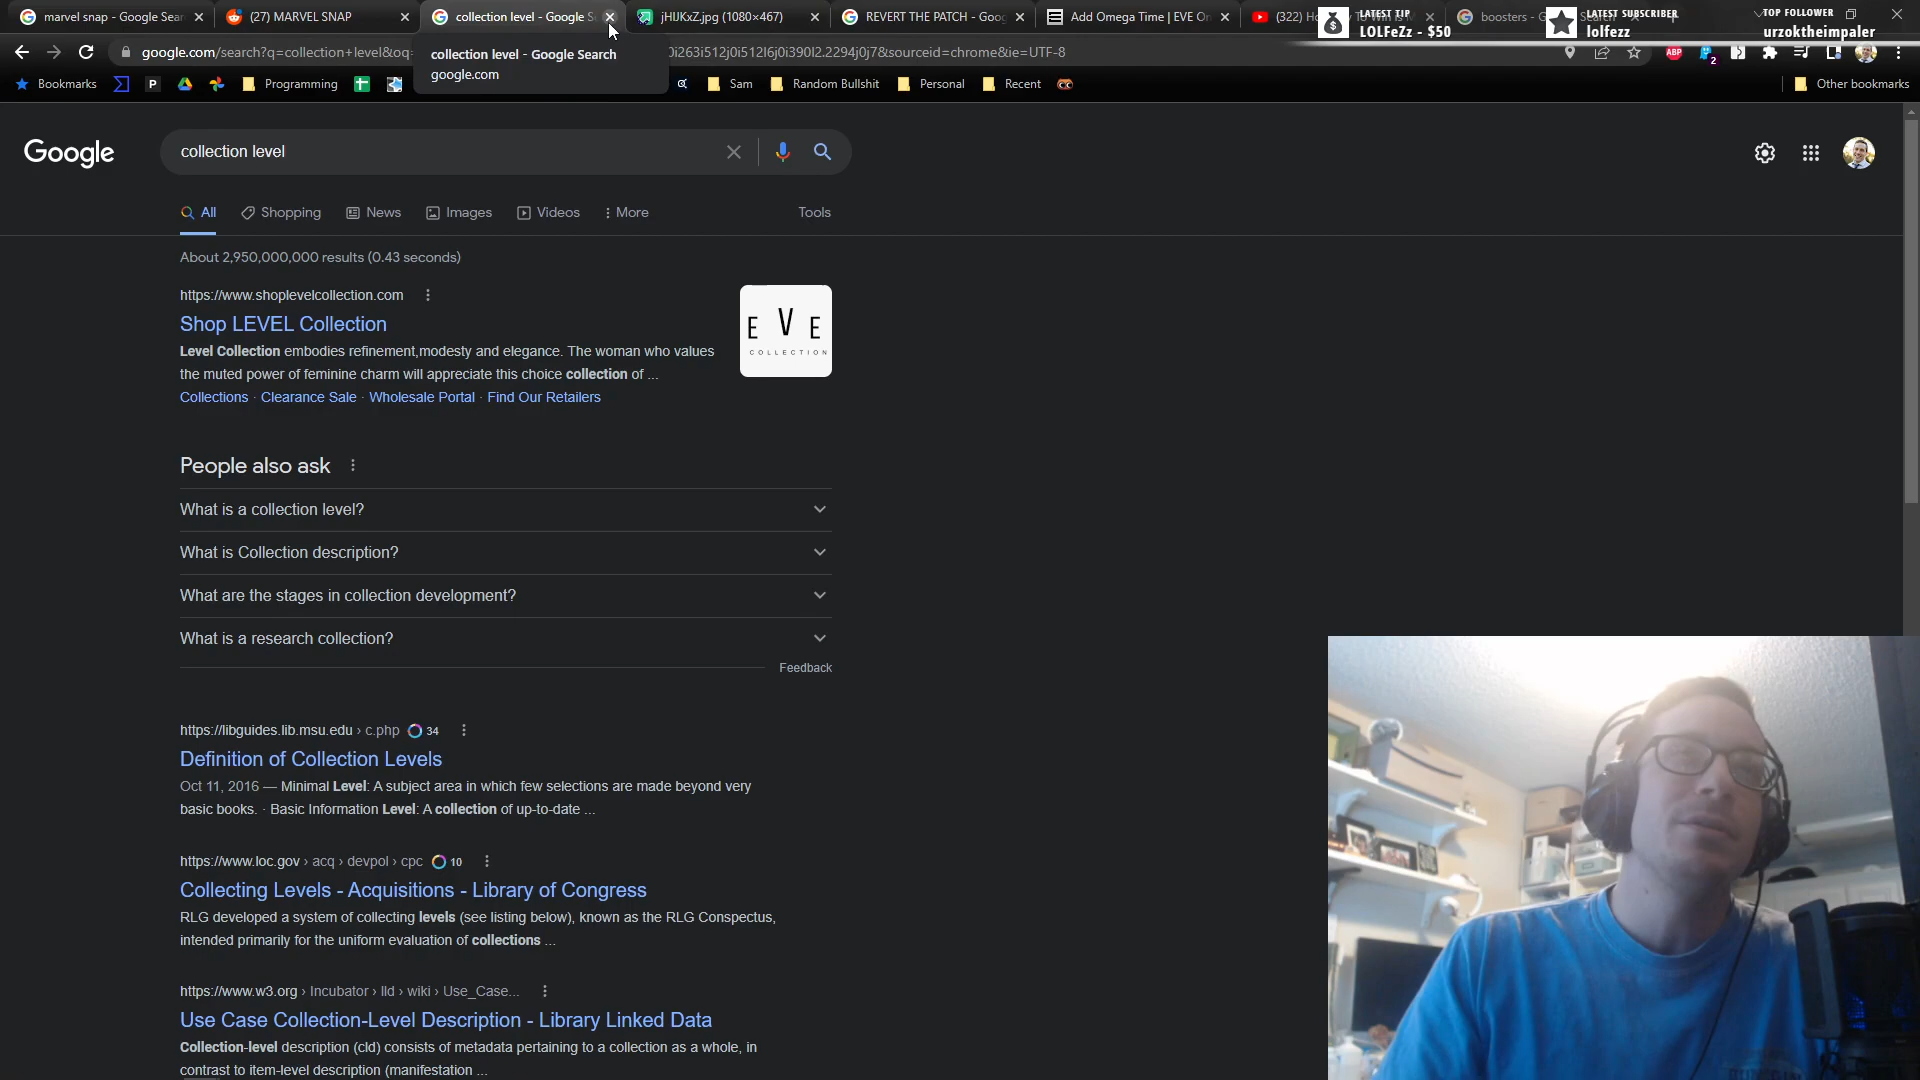 marvel snap - Google Sear
(27) MARVEL SNAP
collection level - Google S
jHIJKxZ.jpg (1080×467)
REVERT THE PATCH - Goog
Add Omega Time | EVE On
(322) Ho
boosters - G
LATEST TIP
LOLFeZz - $50
LATEST SUBSCRIBER
lolfezz
TOP FOLLOWER
urzoktheimpaler
google.com/search?q=collection+level&oq=
0i263i512j0i512l6j0i390l2.2294j0j7&sourceid=chrome&ie=UTF-8
2
collection level - Google Search
google.com
Bookmarks
P
Programming
Sam
Random Bullshit
Personal
Recent
Other bookmarks
ABP
Google
collection level
All
Shopping
News
Images
Videos
More
Tools
About 2,950,000,000 results (0.43 seconds)
https://www.shoplevelcollection.com
Shop LEVEL Collection
Level Collection embodies refinement,modesty and elegance. The woman who values
the muted power of feminine charm will appreciate this choice collection of ...
Collections · Clearance Sale · Wholesale Portal · Find Our Retailers
E V E
COLLECTION
People also ask
What is a collection level?
What is Collection description?
What are the stages in collection development?
What is a research collection?
Feedback
https://libguides.lib.msu.edu › c.php 34
Definition of Collection Levels
Oct 11, 2016 — Minimal Level: A subject area in which few selections are made beyond very
basic books. · Basic Information Level: A collection of up-to-date ...
https://www.loc.gov › acq › devpol › cpc 10
Collecting Levels - Acquisitions - Library of Congress
RLG developed a system of collecting levels (see listing below), known as the RLG Conspectus,
intended primarily for the uniform evaluation of collections ...
https://www.w3.org › Incubator › lld › wiki › Use_Case...
Use Case Collection-Level Description - Library Linked Data
Collection-level description (cld) consists of metadata pertaining to a collection as a whole, in
contrast to item-level description (manifestation ...